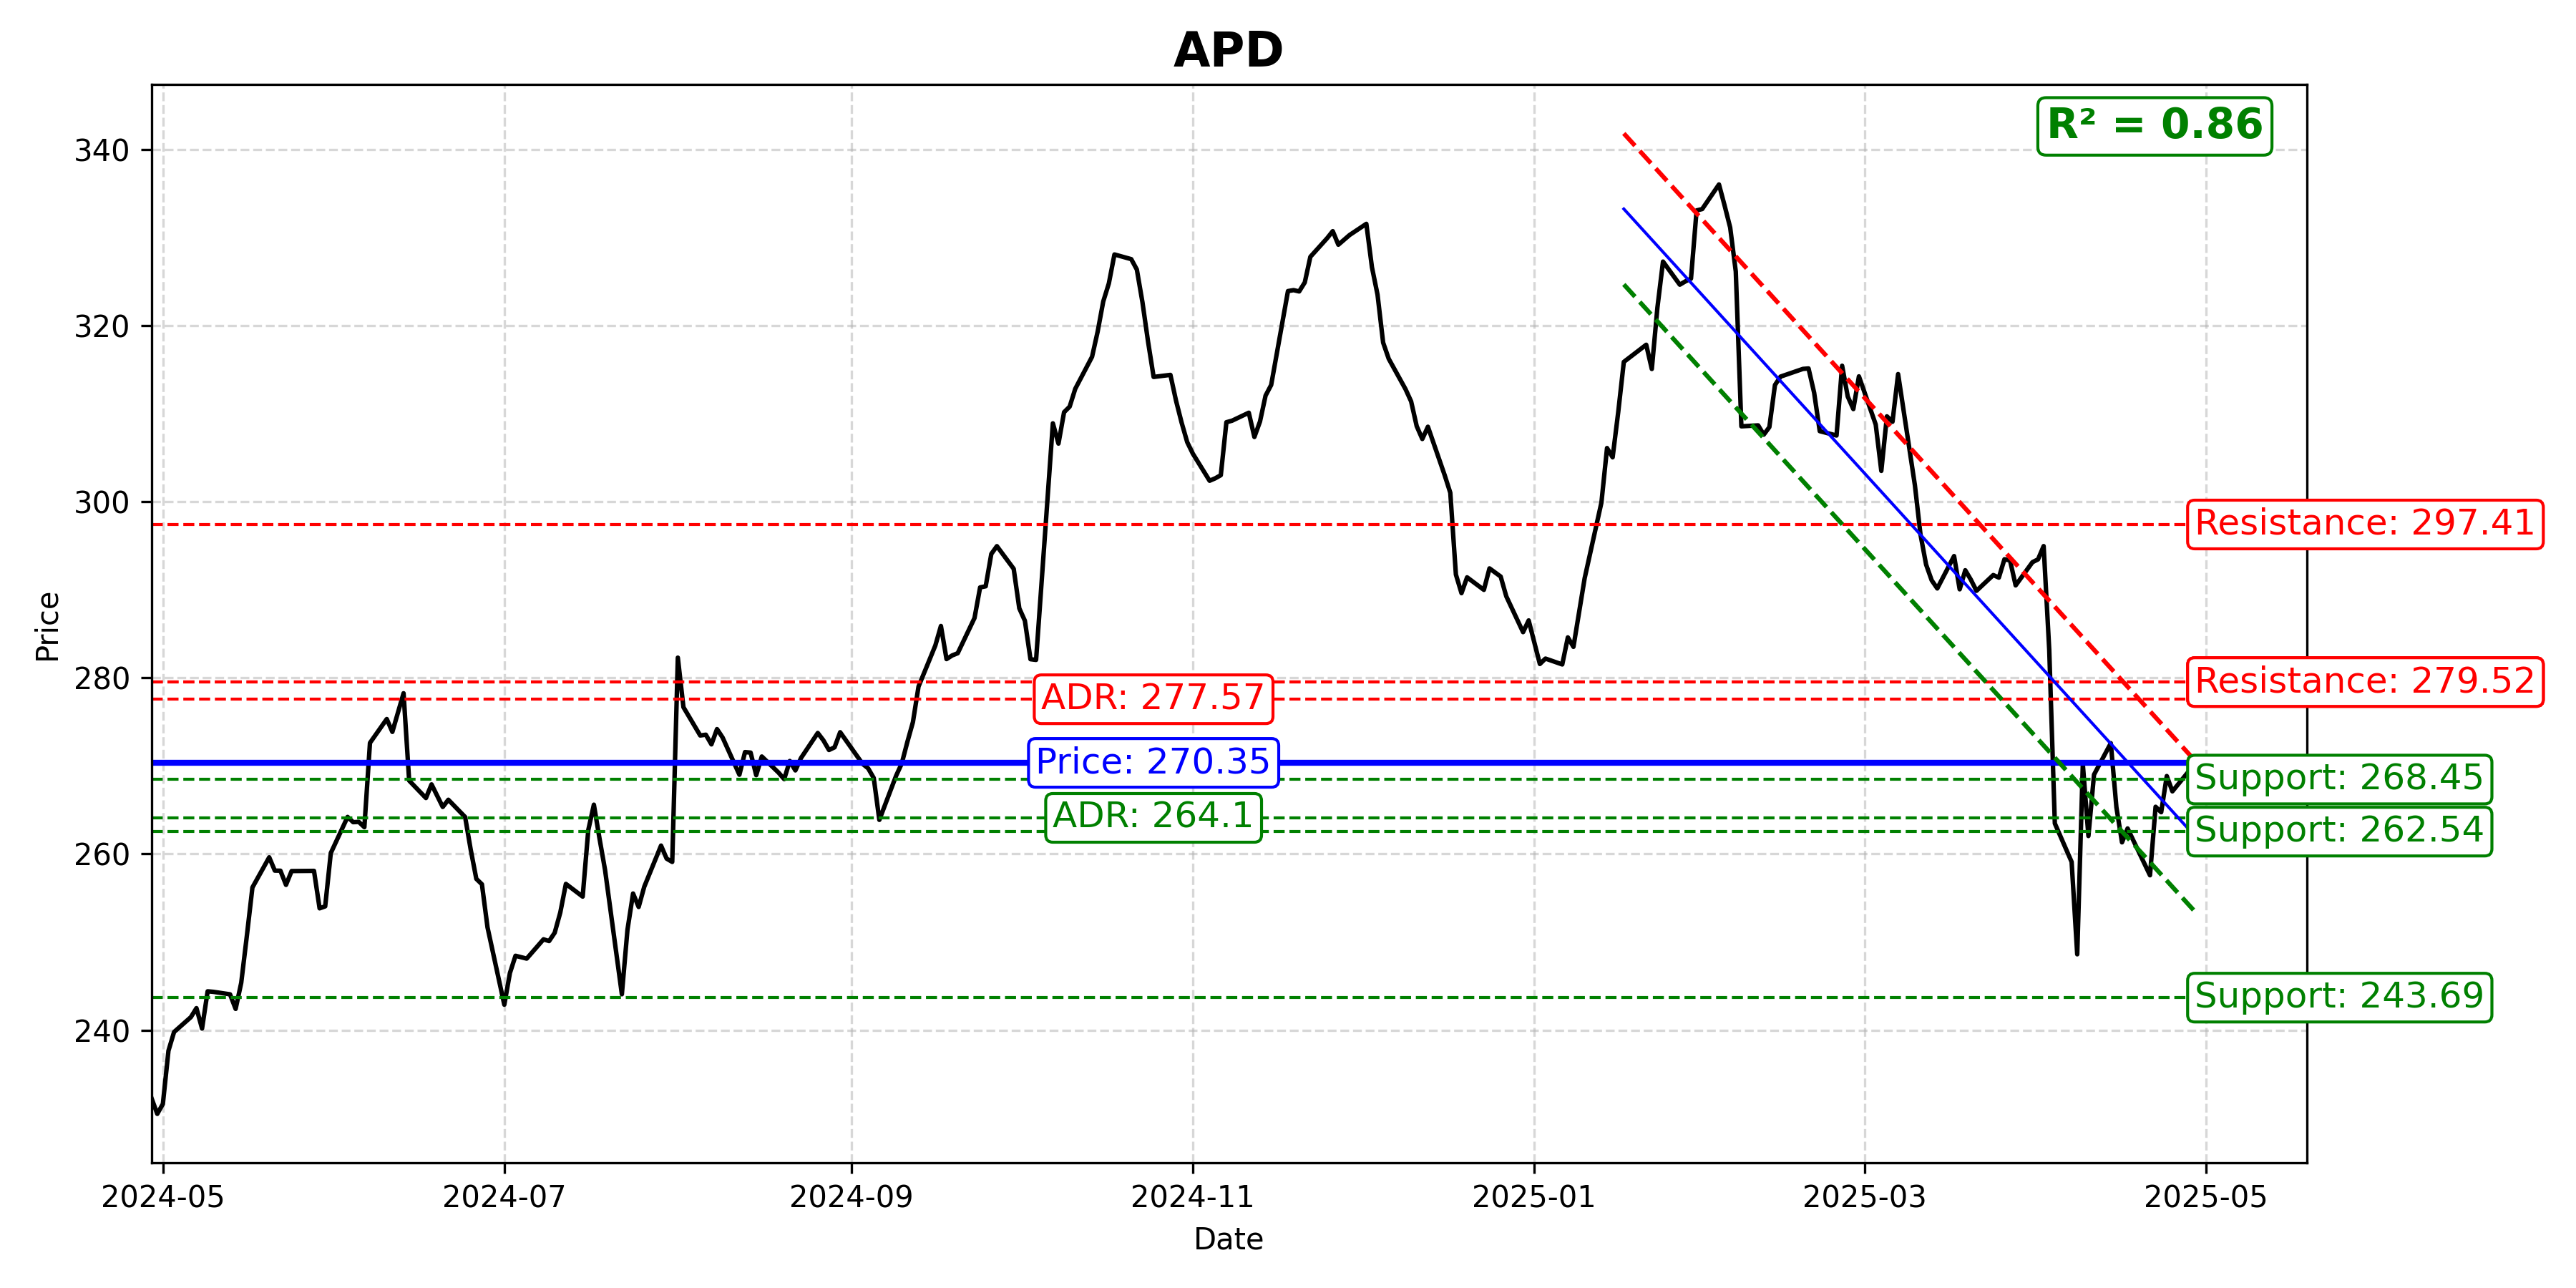 APD
R² = 0.86
340
320
300
280
260
240
Price
Resistance: 297.41
Resistance: 279.52
ADR: 277.57
Price: 270.35
Support: 268.45
ADR: 264.1
Support: 262.54
Support: 243.69
2024-05
2024-07
2024-09
2024-11
2025-01
2025-03
2025-05
Date